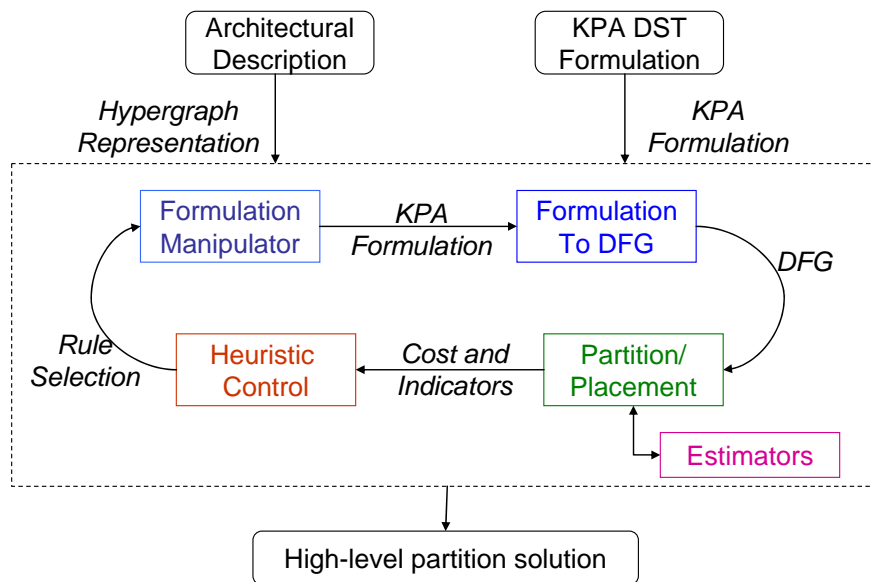 Architectural
Description
KPA DST
Formulation
Hypergraph
Representation
KPA
Formulation
Formulation
Manipulator
KPA
Formulation
Formulation
To DFG
DFG
Rule
Selection
Heuristic
Control
Cost and
Indicators
Partition/
Placement
Estimators
High-level partition solution